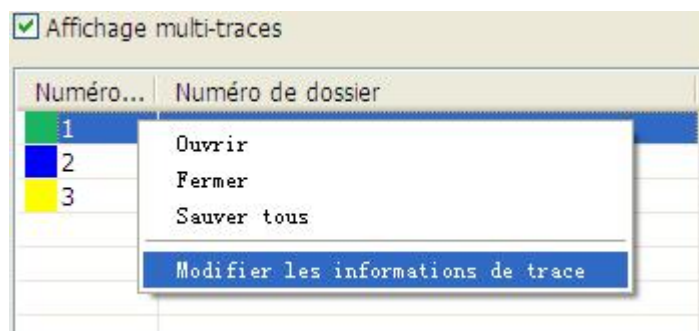 Affichage multi-traces
Numéro... Numéro de dossier
1
2
3
Ouvrir
Fermer
Sauver tous
Modifier les informations de trace